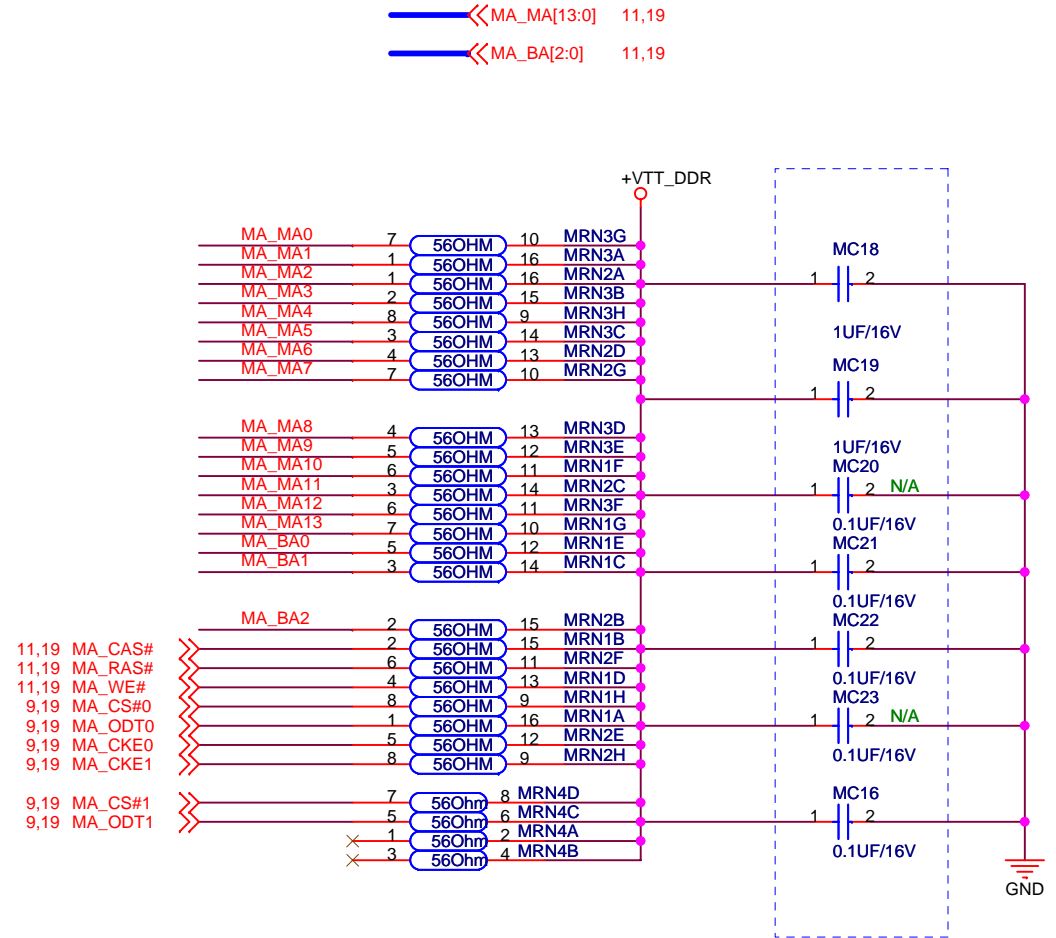 MA_MA[13:0] 11,19
MA_BA[2:0] 11,19
+VTT_DDR
MA_MA0 7 56OHM 10 MRN3G
MA_MA1 1 56OHM 16 MRN3A
MA_MA2 1 56OHM 16 MRN2A
MA_MA3 2 56OHM 15 MRN3B
MA_MA4 8 56OHM 9 MRN3H
MA_MA5 3 56OHM 14 MRN3C
MA_MA6 4 56OHM 13 MRN2D
MA_MA7 7 56OHM 10 MRN2G
MA_MA8 4 56OHM 13 MRN3D
MA_MA9 5 56OHM 12 MRN3E
MA_MA10 6 56OHM 11 MRN1F
MA_MA11 3 56OHM 14 MRN2C
MA_MA12 6 56OHM 11 MRN3F
MA_MA13 7 56OHM 10 MRN1G
MA_BA0 5 56OHM 12 MRN1E
MA_BA1 3 56OHM 14 MRN1C
MA_BA2 2 56OHM 15 MRN2B
11,19 MA_CAS# 2 56OHM 15 MRN1B
11,19 MA_RAS# 6 56OHM 11 MRN2F
11,19 MA_WE# 4 56OHM 13 MRN1D
9,19 MA_CS#0 8 56OHM 9 MRN1H
9,19 MA_ODT0 1 56OHM 16 MRN1A
9,19 MA_CKE0 5 56OHM 12 MRN2E
9,19 MA_CKE1 8 56OHM 9 MRN2H
9,19 MA_CS#1 7 56Ohm 8 MRN4D
9,19 MA_ODT1 5 56Ohm 6 MRN4C
1 56Ohm 2 MRN4A
3 56Ohm 4 MRN4B
MC18
1 2
1UF/16V
MC19
1 2
1UF/16V
MC20
1 2 N/A
0.1UF/16V
MC21
1 2
0.1UF/16V
MC22
1 2
0.1UF/16V
MC23
1 2 N/A
0.1UF/16V
MC16
1 2
0.1UF/16V
GND